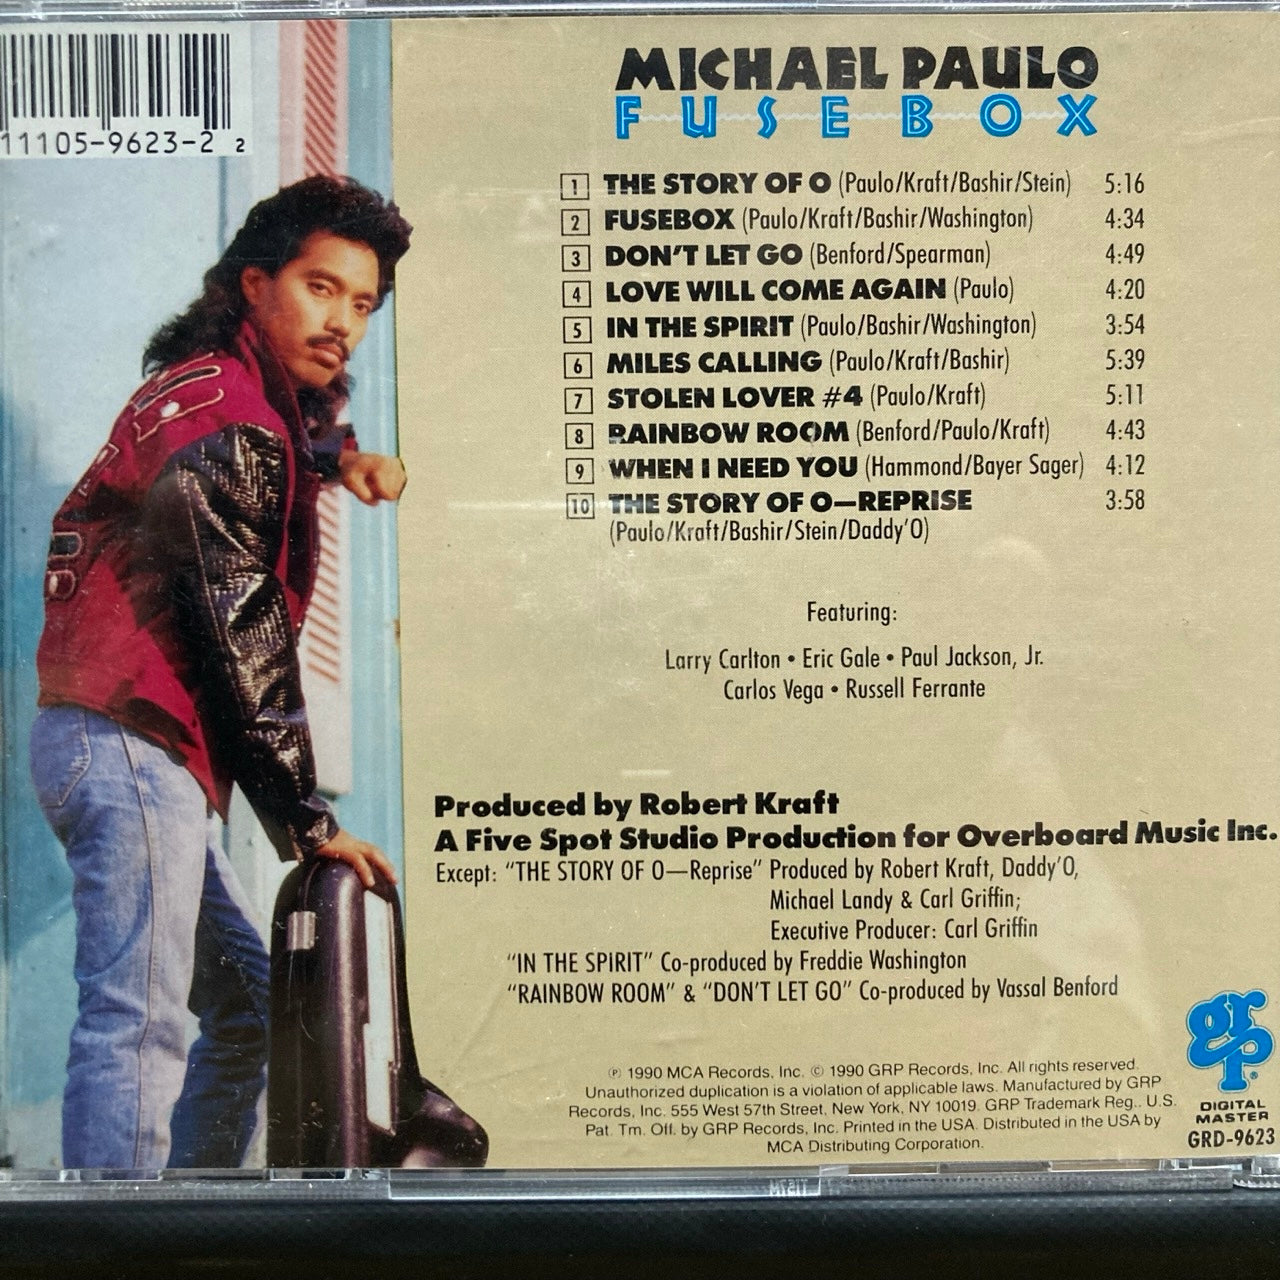 11105-9623-2 2
MICHAEL PAULO
FUSEBOX
1 THE STORY OF O (Paulo/Kraft/Bashir/Stein) 5:16
2 FUSEBOX (Paulo/Kraft/Bashir/Washington) 4:34
3 DON'T LET GO (Benford/Spearman) 4:49
4 LOVE WILL COME AGAIN (Paulo) 4:20
5 IN THE SPIRIT (Paulo/Bashir/Washington) 3:54
6 MILES CALLING (Paulo/Kraft/Bashir) 5:39
7 STOLEN LOVER #4 (Paulo/Kraft) 5:11
8 RAINBOW ROOM (Benford/Paulo/Kraft) 4:43
9 WHEN I NEED YOU (Hammond/Bayer Sager) 4:12
10 THE STORY OF O—REPRISE 3:58
(Paulo/Kraft/Bashir/Stein/Daddy'O)
Featuring:
Larry Carlton • Eric Gale • Paul Jackson, Jr.
Carlos Vega • Russell Ferrante
Produced by Robert Kraft
A Five Spot Studio Production for Overboard Music Inc.
Except: "THE STORY OF O—Reprise" Produced by Robert Kraft, Daddy'O,
Michael Landy & Carl Griffin;
Executive Producer: Carl Griffin
"IN THE SPIRIT" Co-produced by Freddie Washington
"RAINBOW ROOM" & "DON'T LET GO" Co-produced by Vassal Benford
℗ 1990 MCA Records, Inc. © 1990 GRP Records, Inc. All rights reserved.
Unauthorized duplication is a violation of applicable laws. Manufactured by GRP
Records, Inc. 555 West 57th Street, New York, NY 10019. GRP Trademark Reg., U.S.
Pat. Tm. Off. by GRP Records, Inc. Printed in the USA. Distributed in the USA by
MCA Distributing Corporation.
grp®
DIGITAL
MASTER
GRD-9623